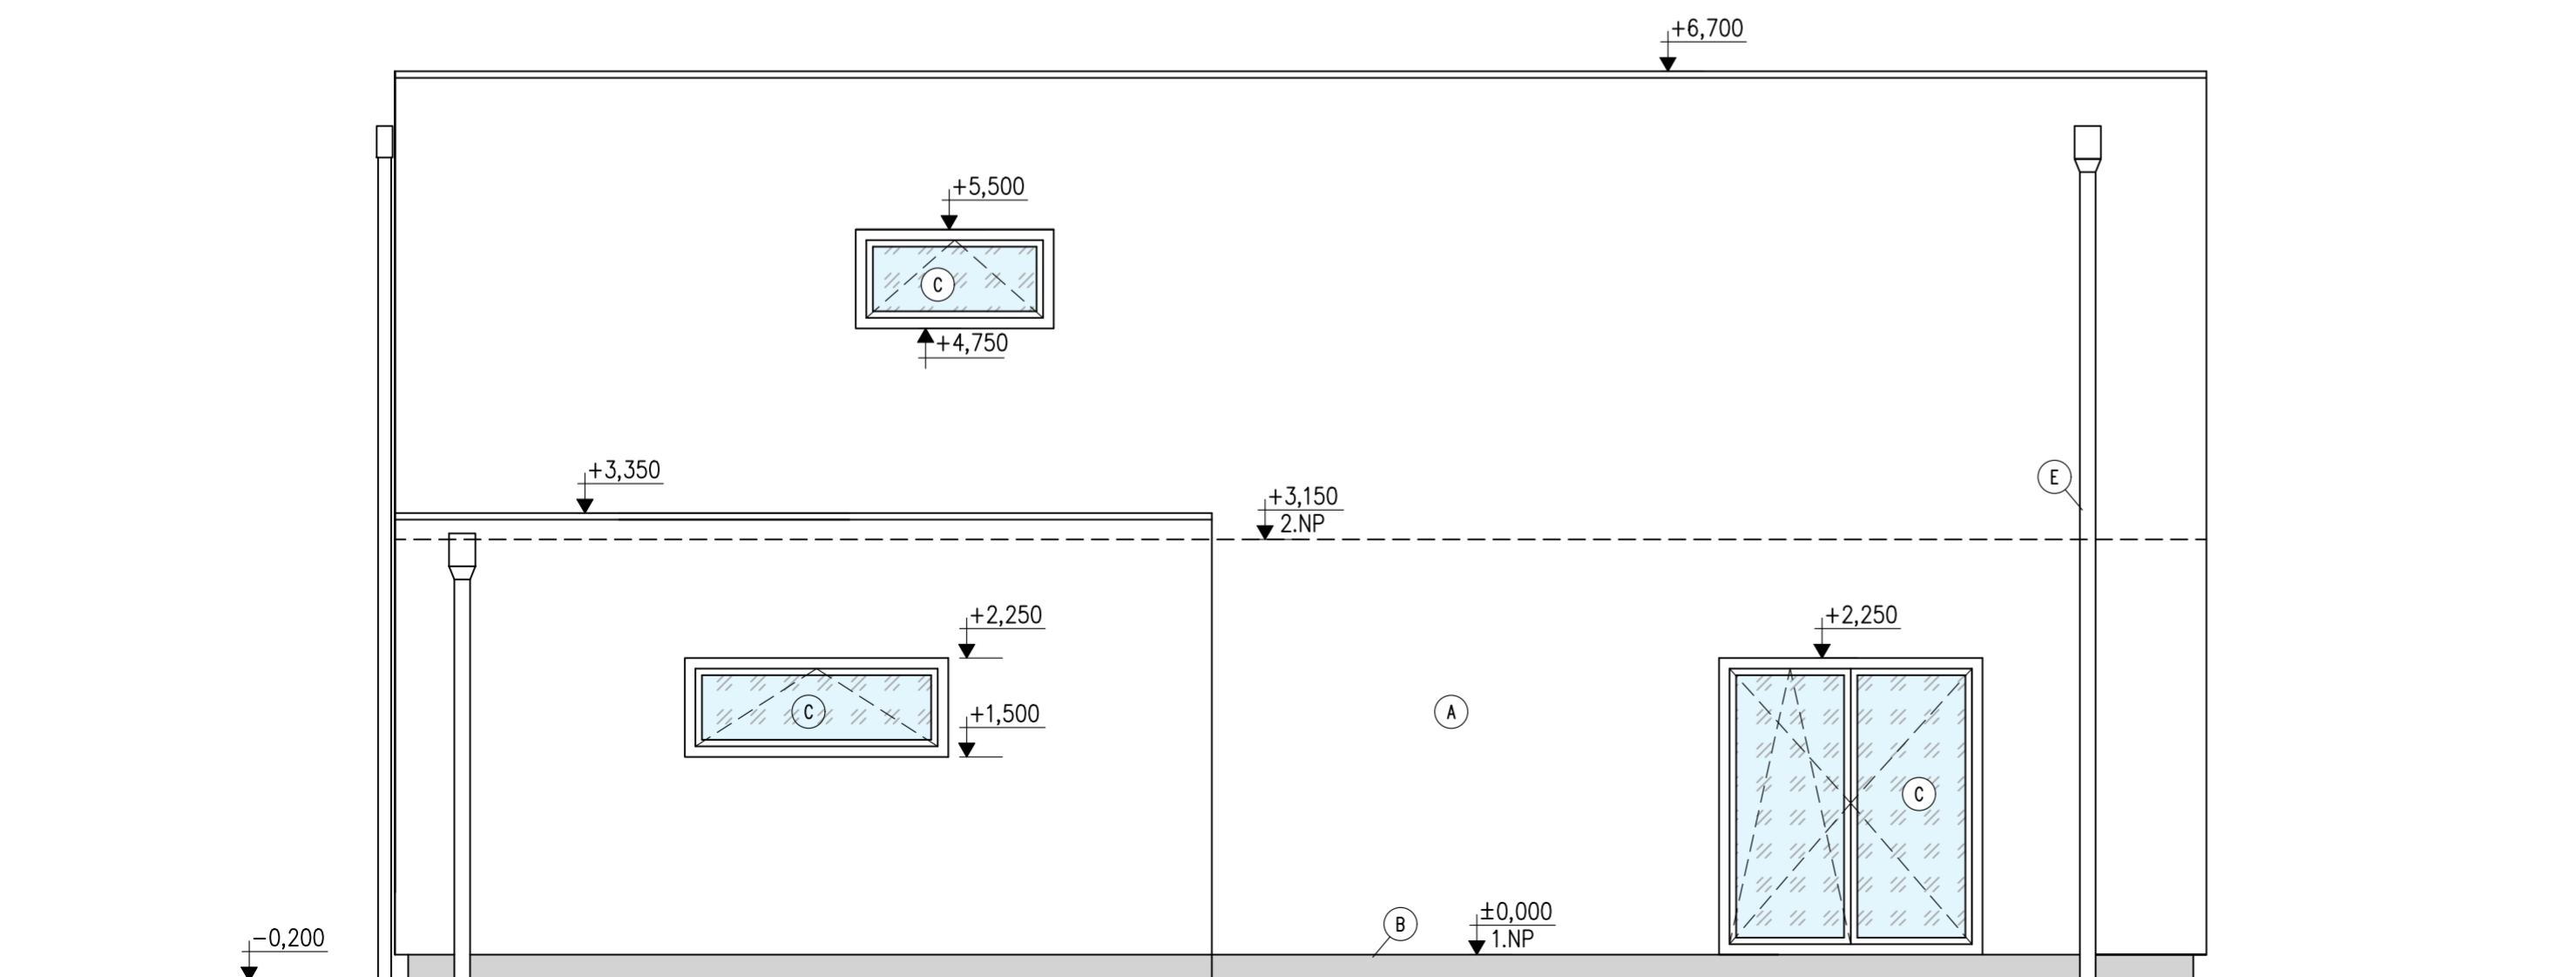 +6,700
+5,500
C
+4,750
+3,350
E
+3,150
2.NP
+2,250
+2,250
C
+1,500
A
C
B
±0,000
1.NP
−0,200